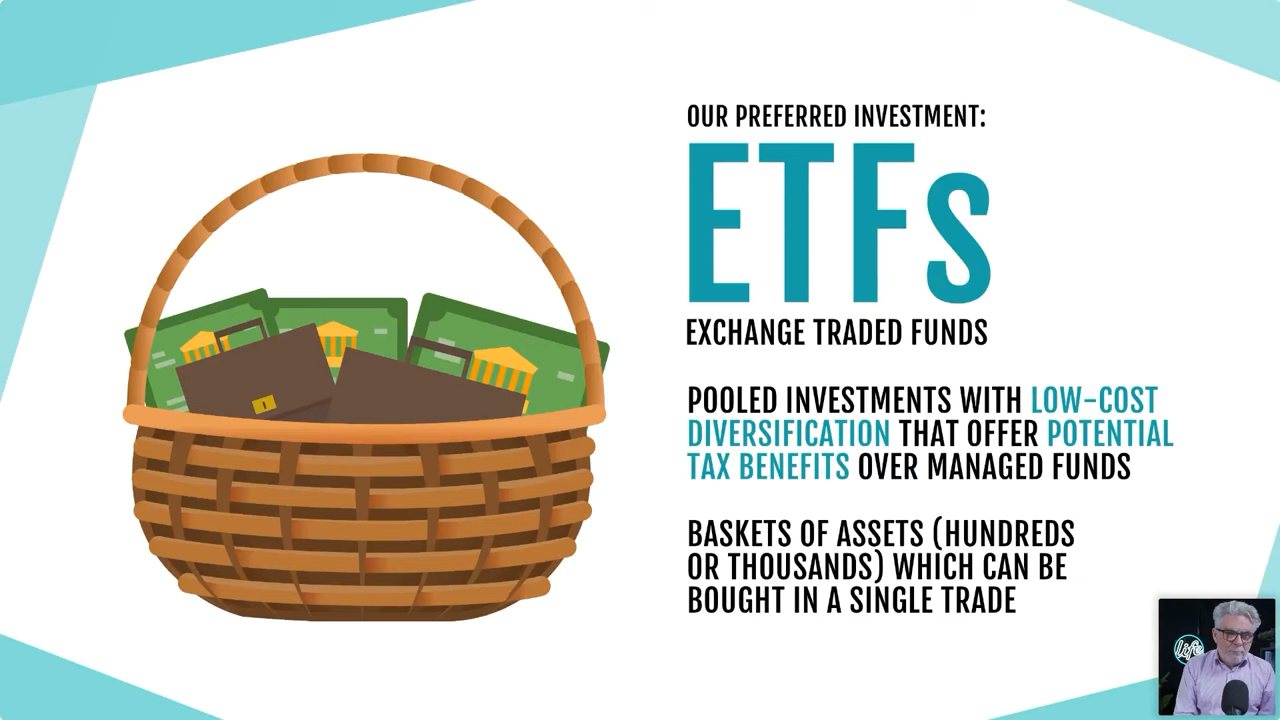 OUR PREFERRED INVESTMENT:
ETFs
EXCHANGE TRADED FUNDS
POOLED INVESTMENTS WITH LOW-COST
DIVERSIFICATION THAT OFFER POTENTIAL
TAX BENEFITS OVER MANAGED FUNDS
BASKETS OF ASSETS (HUNDREDS
OR THOUSANDS) WHICH CAN BE
BOUGHT IN A SINGLE TRADE
life